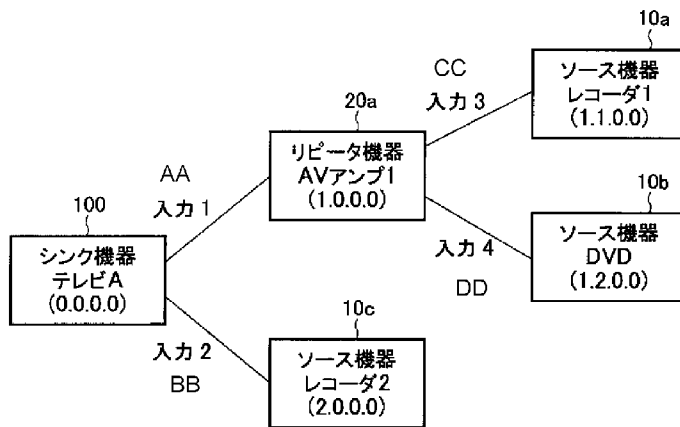 10a
CC
ソース機器
レコーダ1
(1.1.0.0)
20a
入力 3
リピータ機器
AVアンプ1
(1.0.0.0)
AA
入力 1
10b
100
入力 4
ソース機器
DVD
(1.2.0.0)
シンク機器
テレビA
(0.0.0.0)
DD
10c
入力 2
BB
ソース機器
レコーダ2
(2.0.0.0)